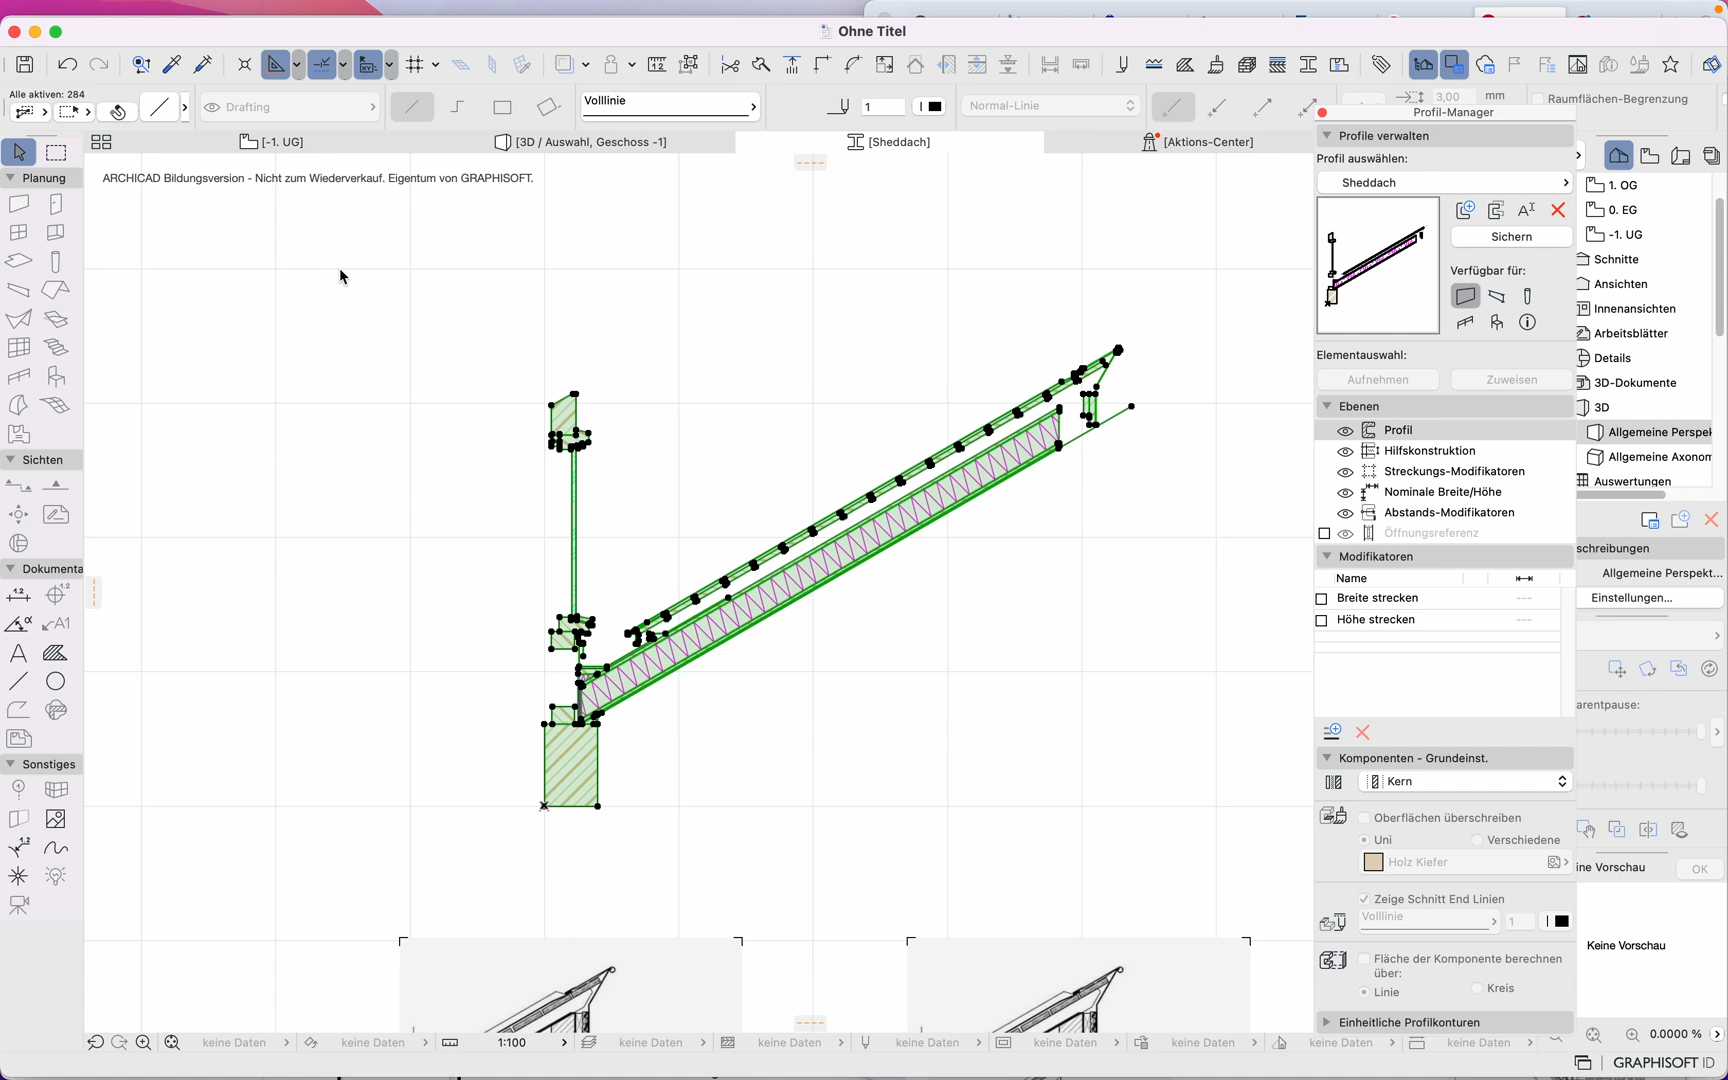 Ohne Titel
Alle aktiven: 284
Drafting
Volllinie
1
Normal-Linie
3,00
mm
Raumflächen-Begrenzung
[-1. UG]
[3D / Auswahl, Geschoss -1]
[Sheddach]
[Aktions-Center]
Planung
Sichten
Dokumenta
1.2
1.2
A1
Sonstiges
ARCHICAD Bildungsversion - Nicht zum Wiederverkauf. Eigentum von GRAPHISOFT.
Profil-Manager
Profile verwalten
Profil auswählen:
Sheddach
Sichern
Verfügbar für:
Elementauswahl:
Aufnehmen
Zuweisen
Ebenen
Profil
Hilfskonstruktion
Streckungs-Modifikatoren
Nominale Breite/Höhe
Abstands-Modifikatoren
Öffnungsreferenz
Modifikatoren
Name
Breite strecken
---
Höhe strecken
---
Komponenten - Grundeinst.
Kern
Oberflächen überschreiben
Uni
Verschiedene
Holz Kiefer
Zeige Schnitt End Linien
Volllinie
1
Fläche der Komponente berechnen
über:
Linie
Kreis
Einheitliche Profilkonturen
1. OG
0. EG
-1. UG
Schnitte
Ansichten
Innenansichten
Arbeitsblätter
Details
3D-Dokumente
3D
Allgemeine Perspek
Allgemeine Axonom
Auswertungen
schreibungen
Allgemeine Perspekt...
Einstellungen...
arentpause:
ine Vorschau
OK
Keine Vorschau
keine Daten
keine Daten
1:100
keine Daten
keine Daten
keine Daten
keine Daten
keine Daten
keine Daten
keine Daten
0.0000 %
GRAPHISOFT ID